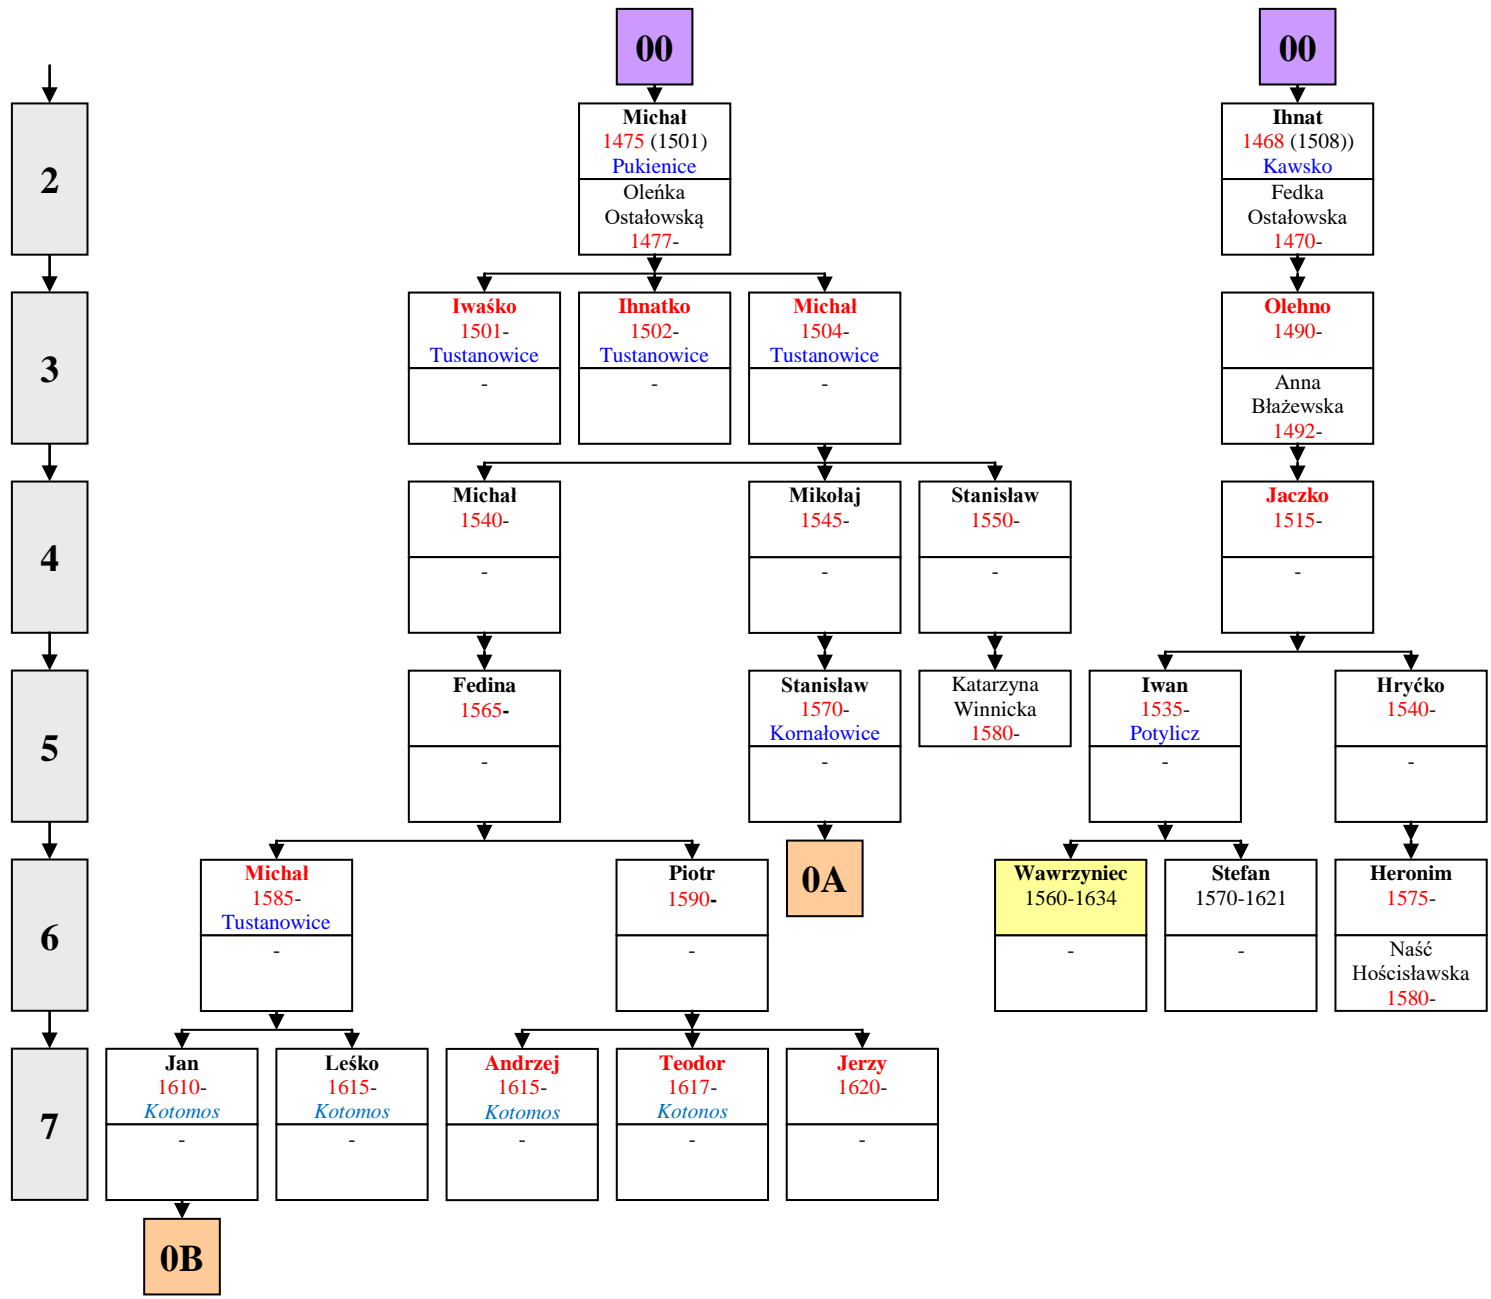 00
00
2
Michał
1475 (1501)
Pukienice
Oleńka
Ostałowską
1477-
Ihnat
1468 (1508))
Kawsko
Fedka
Ostałowska
1470-
3
Iwaśko
1501-
Tustanowice
-
Ihnatko
1502-
Tustanowice
-
Michał
1504-
Tustanowice
-
Olehno
1490-
Anna
Błażewska
1492-
4
Michał
1540-
-
Mikołaj
1545-
-
Stanisław
1550-
-
Jaczko
1515-
-
5
Fedina
1565-
-
Stanisław
1570-
Kornałowice
-
Katarzyna
Winnicka
1580-
Iwan
1535-
Potylicz
-
Hryćko
1540-
-
6
Michał
1585-
Tustanowice
-
Piotr
1590-
-
0A
Wawrzyniec
1560-1634
-
Stefan
1570-1621
-
Heronim
1575-
Naść
Hościsławska
1580-
7
Jan
1610-
Kotomos
-
Leśko
1615-
Kotomos
-
Andrzej
1615-
Kotomos
-
Teodor
1617-
Kotonos
-
Jerzy
1620-
-
0B